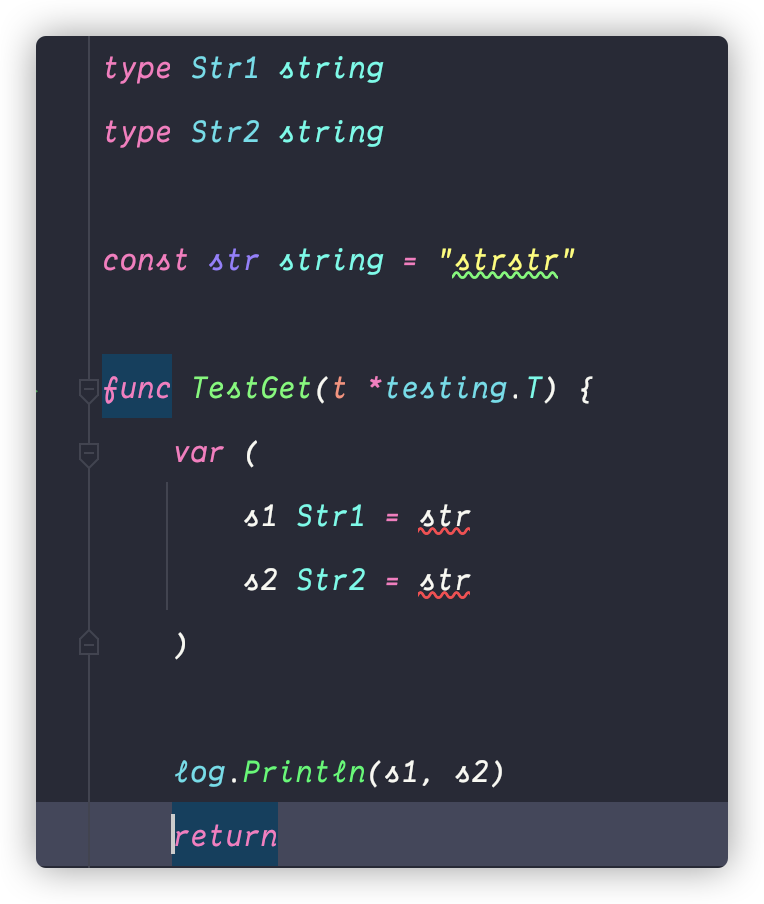 type Str1 string
type Str2 string
const str string = "strstr"
func TestGet(t *testing.T) {
var (
s1 Str1 = str
s2 Str2 = str
)
log.Println(s1, s2)
return